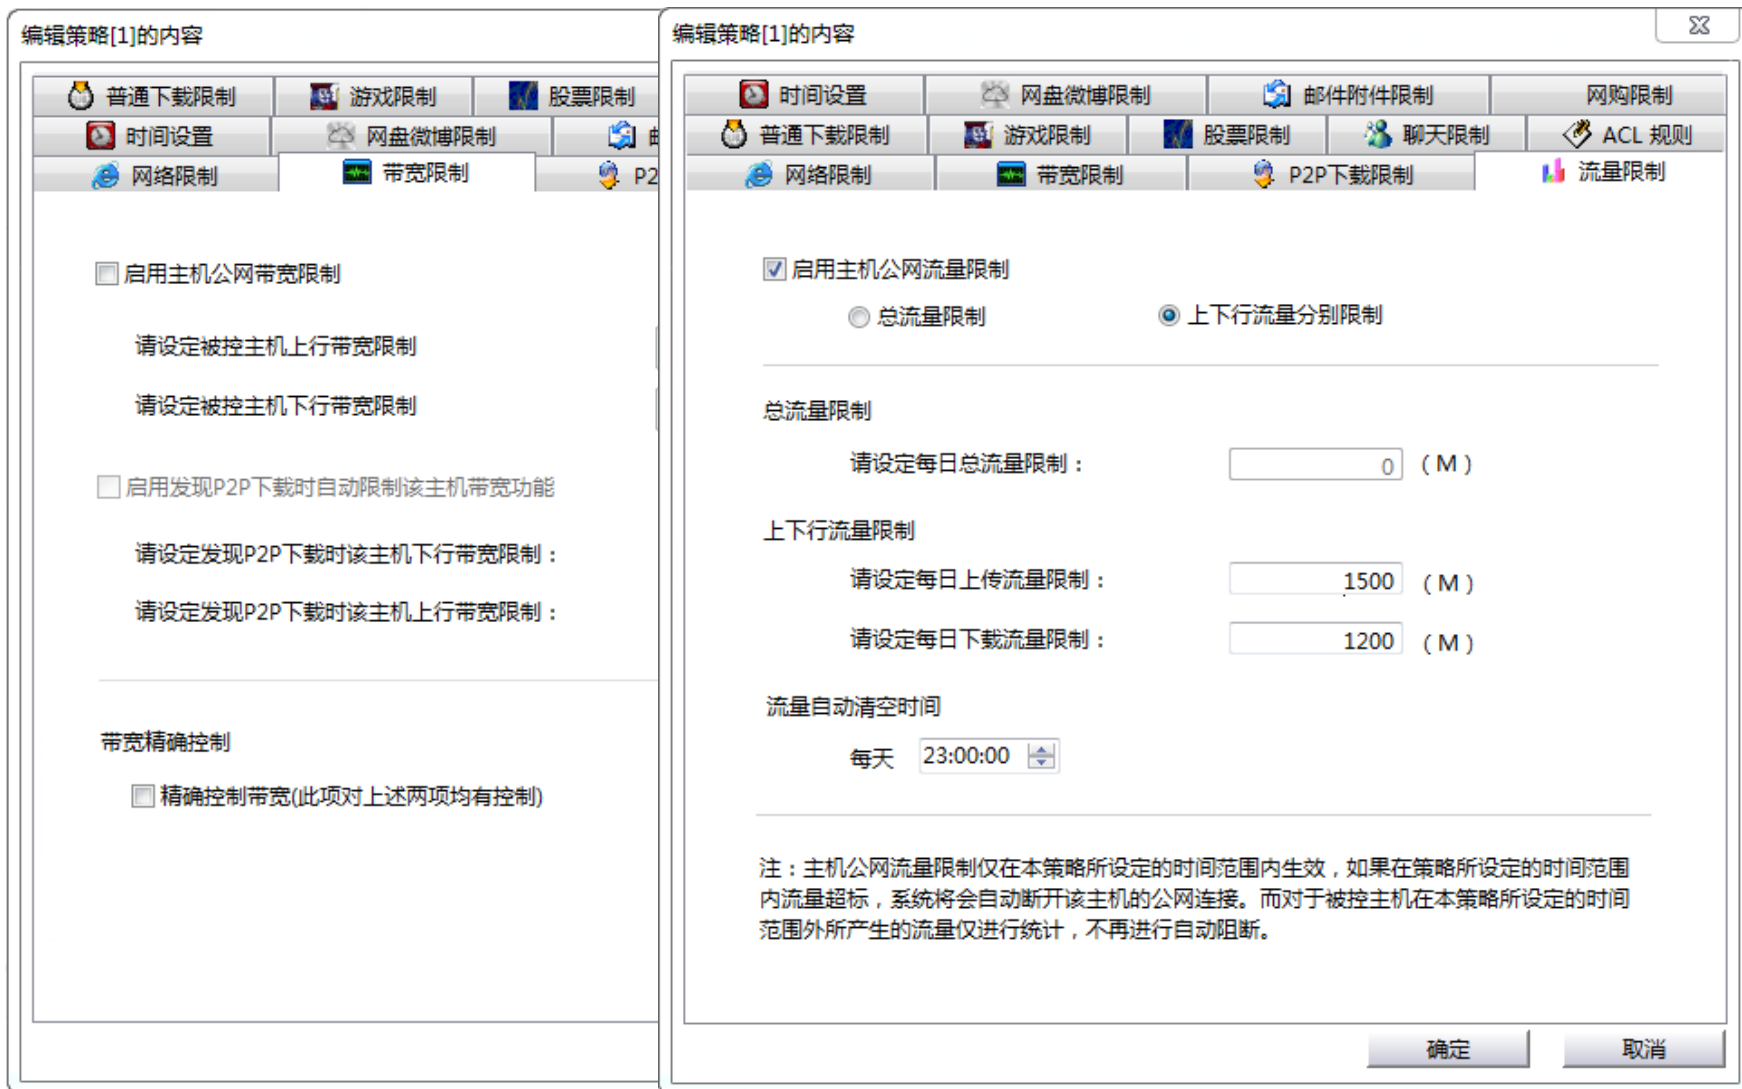 编辑策略[1]的内容
普通下载限制 游戏限制 股票限制
时间设置 网盘微博限制
网络限制 带宽限制 P2
启用主机公网带宽限制
请设定被控主机上行带宽限制
请设定被控主机下行带宽限制
启用发现P2P下载时自动限制该主机带宽功能
请设定发现P2P下载时该主机下行带宽限制：
请设定发现P2P下载时该主机上行带宽限制：
带宽精确控制
精确控制带宽(此项对上述两项均有控制)
编辑策略[1]的内容
时间设置 网盘微博限制 邮件附件限制 网购限制
普通下载限制 游戏限制 股票限制 聊天限制 ACL 规则
网络限制 带宽限制 P2P下载限制 流量限制
启用主机公网流量限制
总流量限制 上下行流量分别限制
总流量限制
请设定每日总流量限制： 0 （M）
上下行流量限制
请设定每日上传流量限制： 1500 （M）
请设定每日下载流量限制： 1200 （M）
流量自动清空时间
每天 23:00:00
注：主机公网流量限制仅在本策略所设定的时间范围内生效，如果在策略所设定的时间范围
内流量超标，系统将会自动断开该主机的公网连接。而对于被控主机在本策略所设定的时间
范围外所产生的流量仅进行统计，不再进行自动阻断。
确定 取消